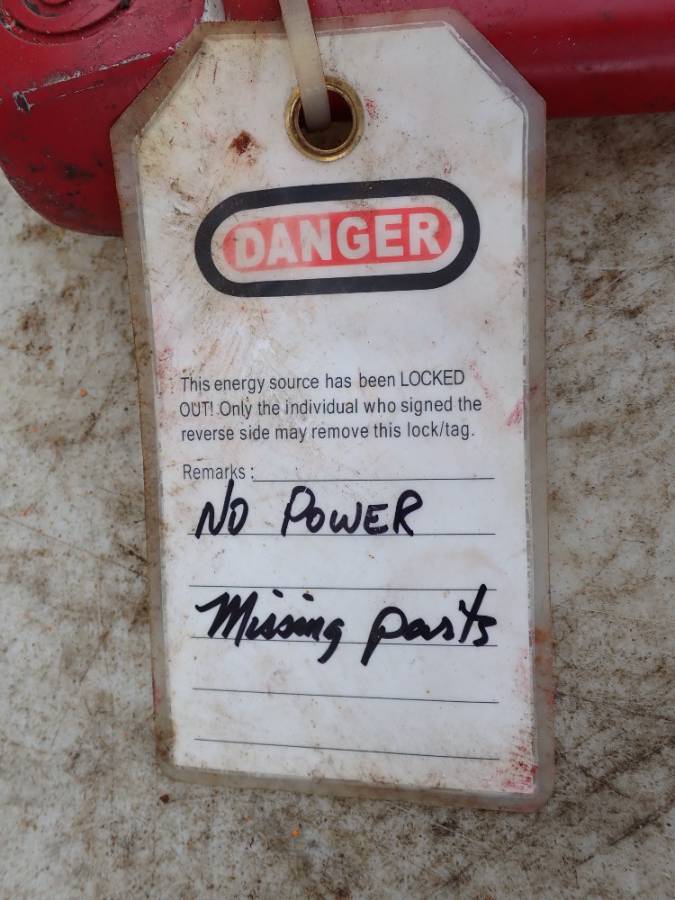 DANGER
This energy source has been LOCKED
OUT! Only the individual who signed the
reverse side may remove this lock/tag.
Remarks :
NO POWER
Missing parts